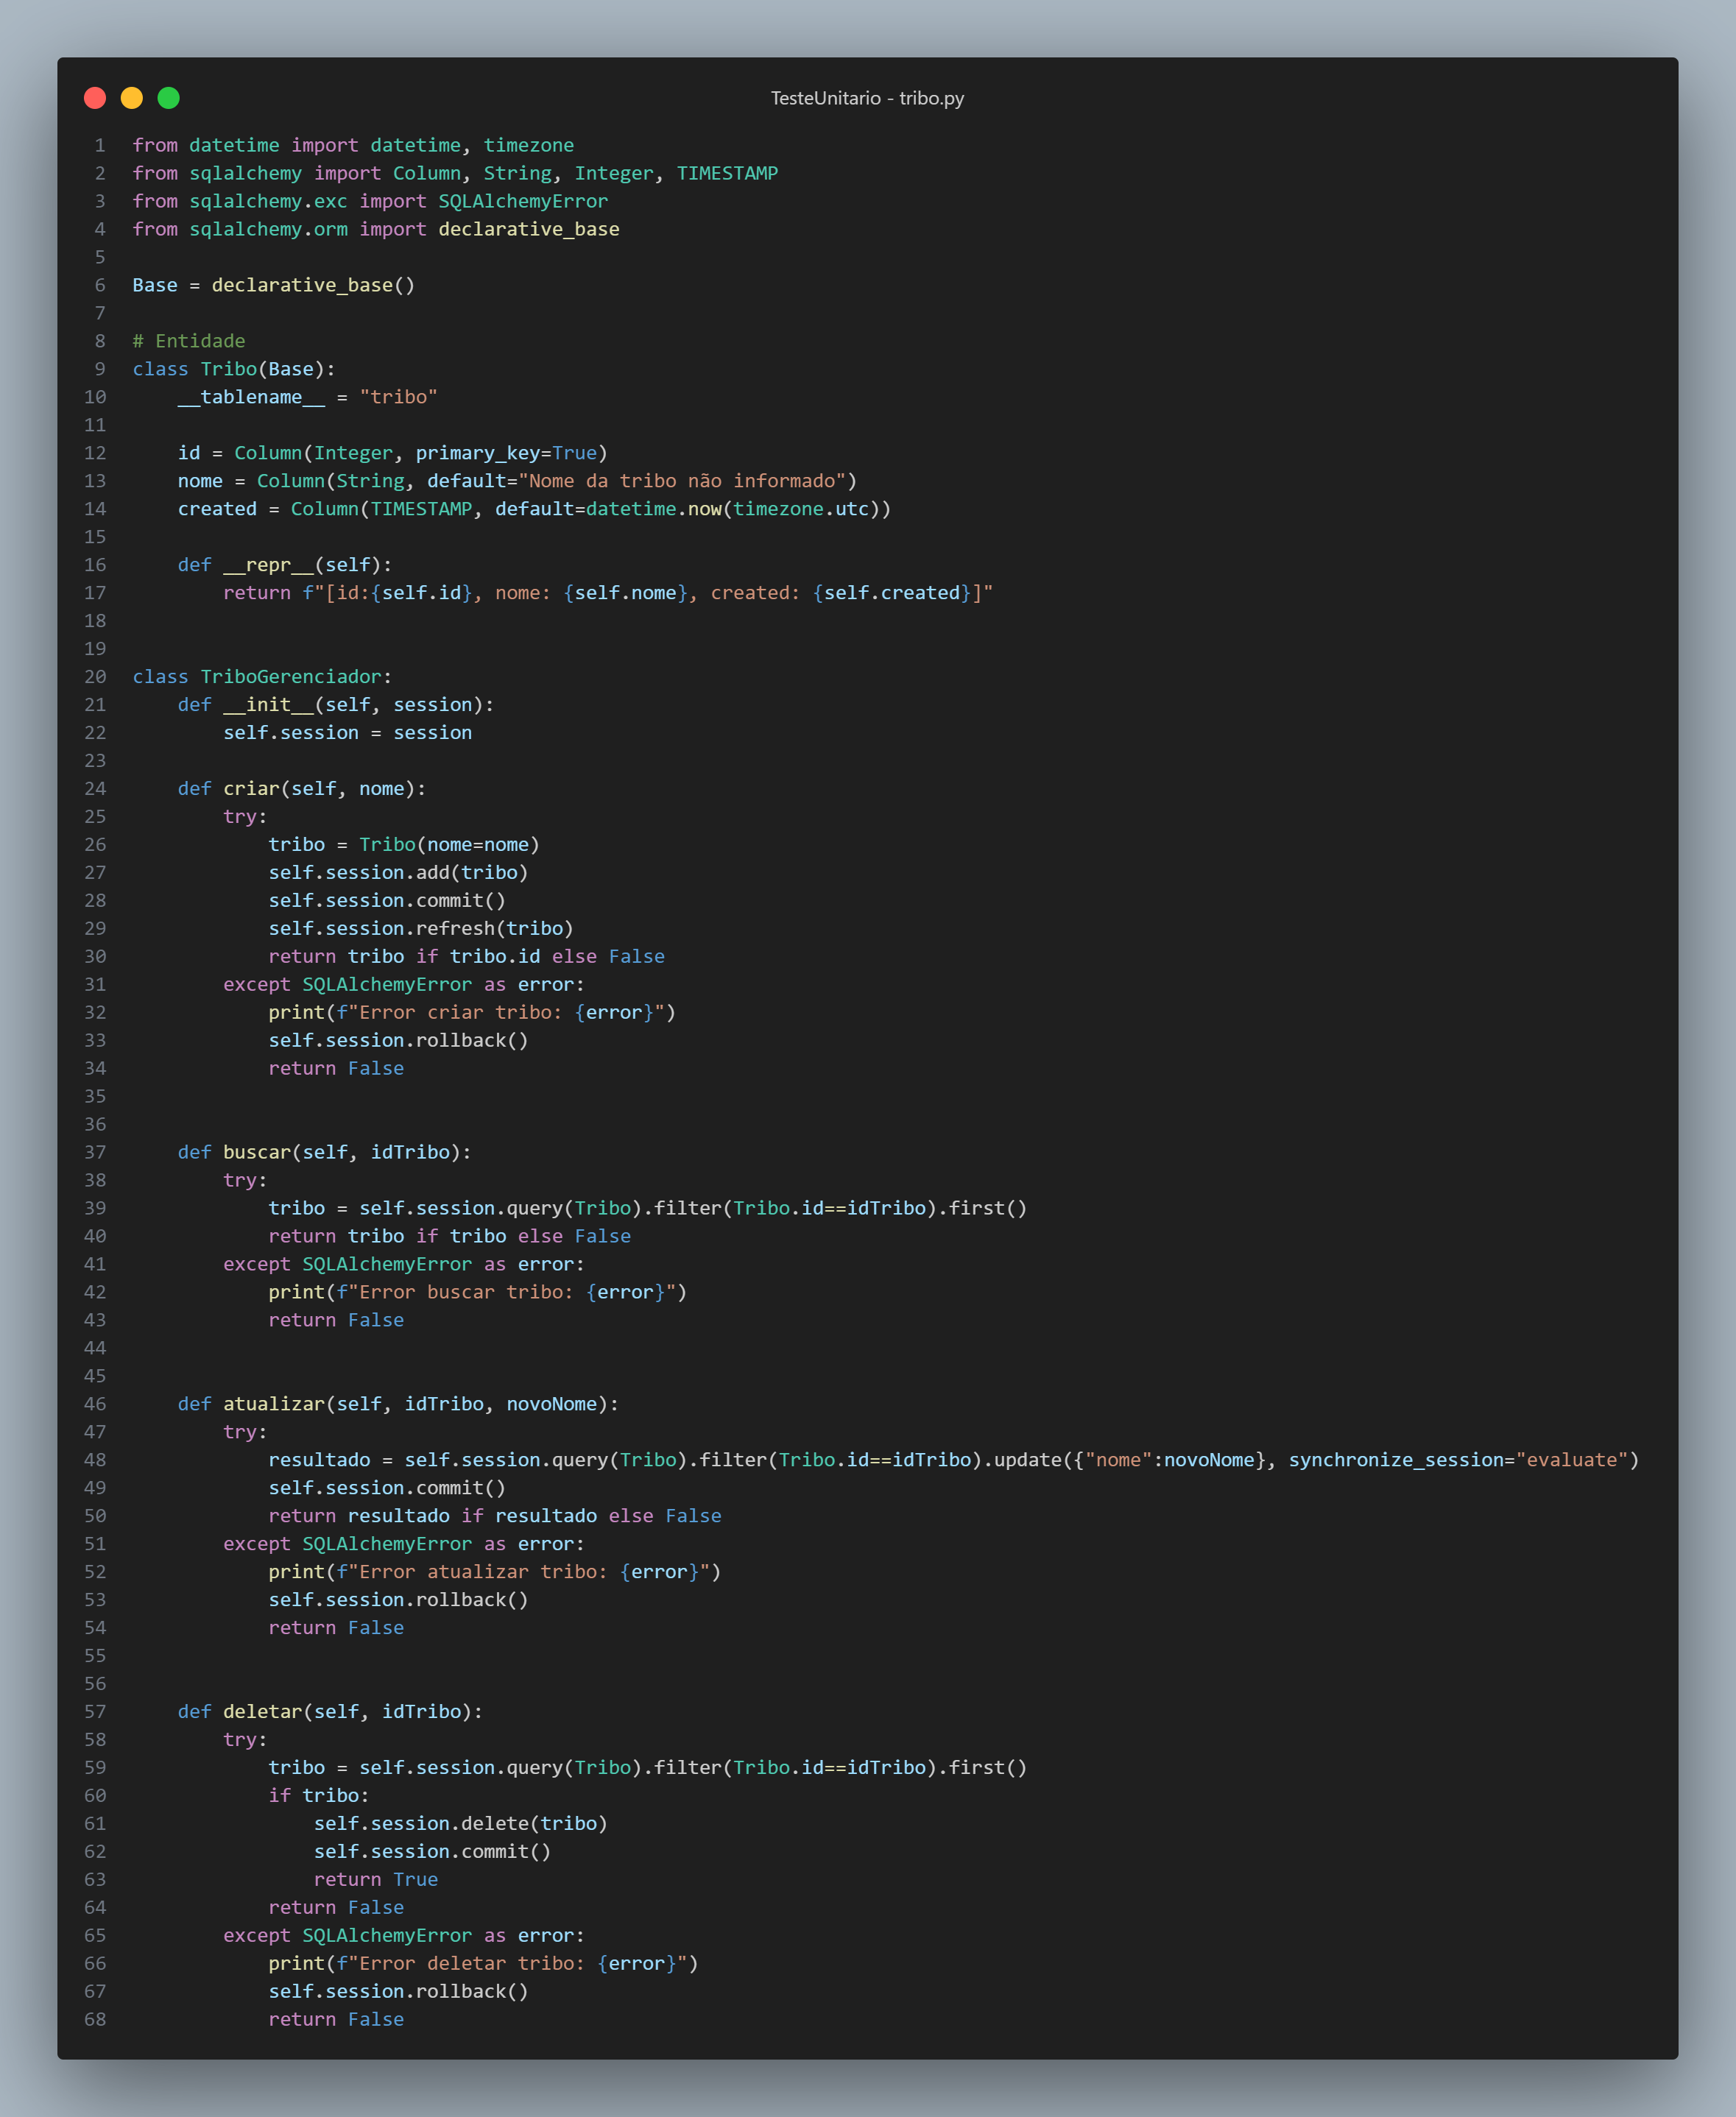 TesteUnitario - tribo.py
1 from datetime import datetime, timezone
2 from sqlalchemy import Column, String, Integer, TIMESTAMP
3 from sqlalchemy.exc import SQLAlchemyError
4 from sqlalchemy.orm import declarative_base
5
6 Base = declarative_base()
7
8 # Entidade
9 class Tribo(Base):
10     __tablename__ = "tribo"
11
12     id = Column(Integer, primary_key=True)
13     nome = Column(String, default="Nome da tribo não informado")
14     created = Column(TIMESTAMP, default=datetime.now(timezone.utc))
15
16     def __repr__(self):
17         return f"[id:{self.id}, nome: {self.nome}, created: {self.created}]"
18
19
20 class TriboGerenciador:
21     def __init__(self, session):
22         self.session = session
23
24     def criar(self, nome):
25         try:
26             tribo = Tribo(nome=nome)
27             self.session.add(tribo)
28             self.session.commit()
29             self.session.refresh(tribo)
30             return tribo if tribo.id else False
31         except SQLAlchemyError as error:
32             print(f"Error criar tribo: {error}")
33             self.session.rollback()
34             return False
35
36
37     def buscar(self, idTribo):
38         try:
39             tribo = self.session.query(Tribo).filter(Tribo.id==idTribo).first()
40             return tribo if tribo else False
41         except SQLAlchemyError as error:
42             print(f"Error buscar tribo: {error}")
43             return False
44
45
46     def atualizar(self, idTribo, novoNome):
47         try:
48             resultado = self.session.query(Tribo).filter(Tribo.id==idTribo).update({"nome":novoNome}, synchronize_session="evaluate")
49             self.session.commit()
50             return resultado if resultado else False
51         except SQLAlchemyError as error:
52             print(f"Error atualizar tribo: {error}")
53             self.session.rollback()
54             return False
55
56
57     def deletar(self, idTribo):
58         try:
59             tribo = self.session.query(Tribo).filter(Tribo.id==idTribo).first()
60             if tribo:
61                 self.session.delete(tribo)
62                 self.session.commit()
63                 return True
64             return False
65         except SQLAlchemyError as error:
66             print(f"Error deletar tribo: {error}")
67             self.session.rollback()
68             return False